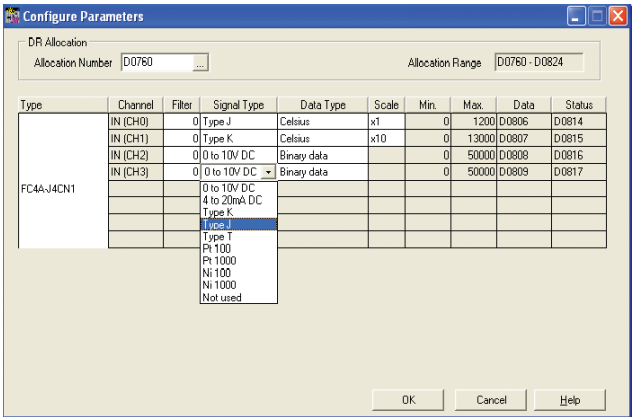 Configure Parameters
DR Allocation
Allocation Number D0760 ... Allocation Range D0760 - D0824
Type Channel Filter Signal Type Data Type Scale Min. Max. Data Status
IN (CH0) 0 Type J Celsius x1 0 1200 D0806 D0814
IN (CH1) 0 Type K Celsius x10 0 13000 D0807 D0815
IN (CH2) 0 0 to 10V DC Binary data 0 50000 D0808 D0816
IN (CH3) 0 0 to 10V DC Binary data 0 50000 D0809 D0817
FC4A-J4CN1
0 to 10V DC
4 to 20mA DC
Type K
Type J
Type T
Pt 100
Pt 1000
Ni 100
Ni 1000
Not used
OK Cancel Help